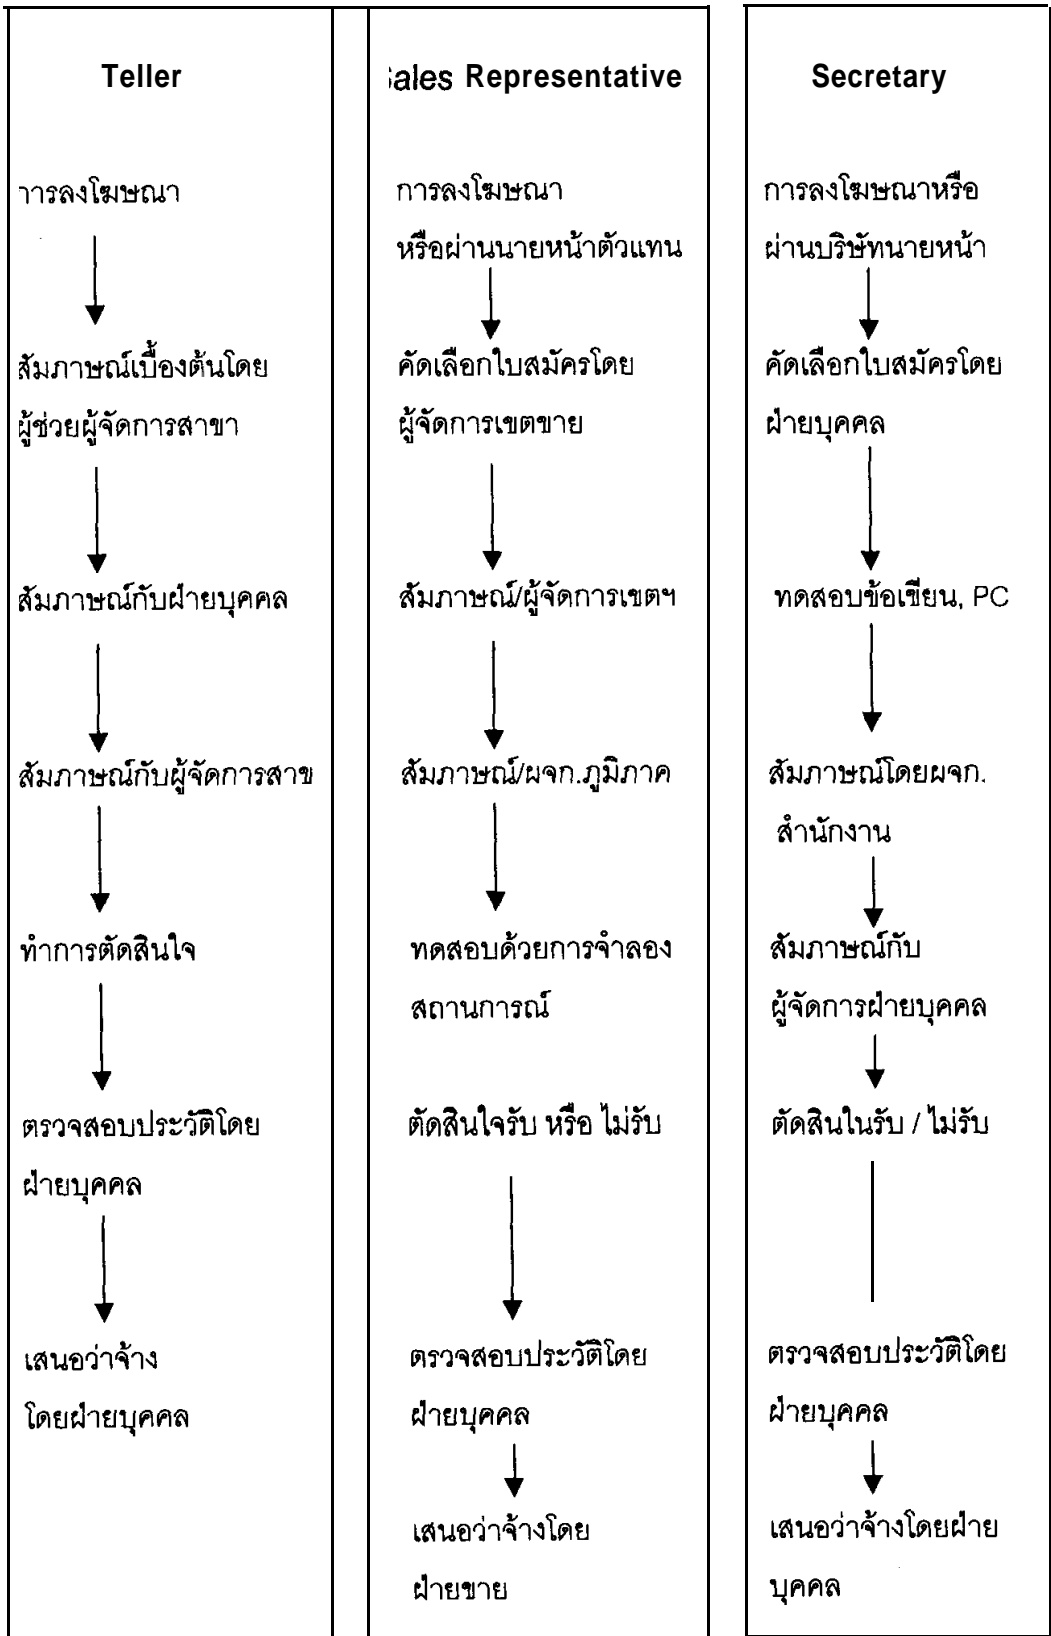 Teller
การลงโฆษณา
สัมภาษณ์เบื้องต้นโดย
ผู้ช่วยผู้จัดการสาขา
สัมภาษณ์กับฝ่ายบุคคล
สัมภาษณ์กับผู้จัดการสาข
ทำการตัดสินใจ
ตรวจสอบประวัติโดย
ฝ่ายบุคคล
เสนอว่าจ้าง
โดยฝ่ายบุคคล
Sales Representative
การลงโฆษณา
หรือผ่านนายหน้าตัวแทน
คัดเลือกใบสมัครโดย
ผู้จัดการเขตขาย
สัมภาษณ์/ผู้จัดการเขตฯ
สัมภาษณ์/ผจก.ภูมิภาค
ทดสอบด้วยการจำลอง
สถานการณ์
ตัดสินใจรับ หรือ ไม่รับ
ตรวจสอบประวัติโดย
ฝ่ายบุคคล
เสนอว่าจ้างโดย
ฝ่ายขาย
Secretary
การลงโฆษณาหรือ
ผ่านบริษัทนายหน้า
คัดเลือกใบสมัครโดย
ฝ่ายบุคคล
ทดสอบข้อเขียน, PC
สัมภาษณ์โดยผจก.
สำนักงาน
สัมภาษณ์กับ
ผู้จัดการฝ่ายบุคคล
ตัดสินในรับ / ไม่รับ
ตรวจสอบประวัติโดย
ฝ่ายบุคคล
เสนอว่าจ้างโดยฝ่าย
บุคคล